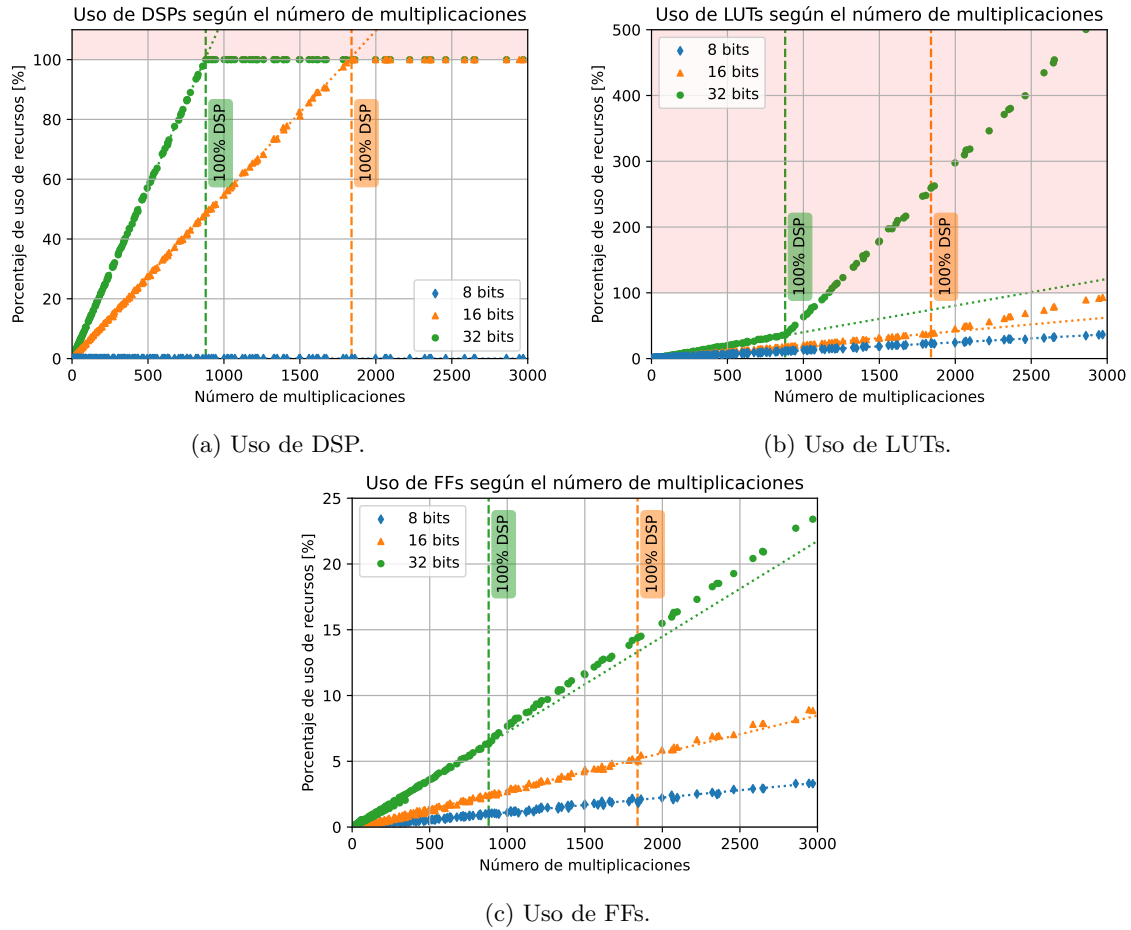 Uso de DSPs según el número de multiplicaciones
Porcentaje de uso de recursos [%]
100
80
60
40
20
0
100% DSP
100% DSP
8 bits
16 bits
32 bits
0 500 1000 1500 2000 2500 3000
Número de multiplicaciones
(a) Uso de DSP.
Uso de LUTs según el número de multiplicaciones
Porcentaje de uso de recursos [%]
500
400
300
200
100
0
8 bits
16 bits
32 bits
100% DSP
100% DSP
0 500 1000 1500 2000 2500 3000
Número de multiplicaciones
(b) Uso de LUTs.
Uso de FFs según el número de multiplicaciones
Porcentaje de uso de recursos [%]
25
20
15
10
5
0
8 bits
16 bits
32 bits
100% DSP
100% DSP
0 500 1000 1500 2000 2500 3000
Número de multiplicaciones
(c) Uso de FFs.